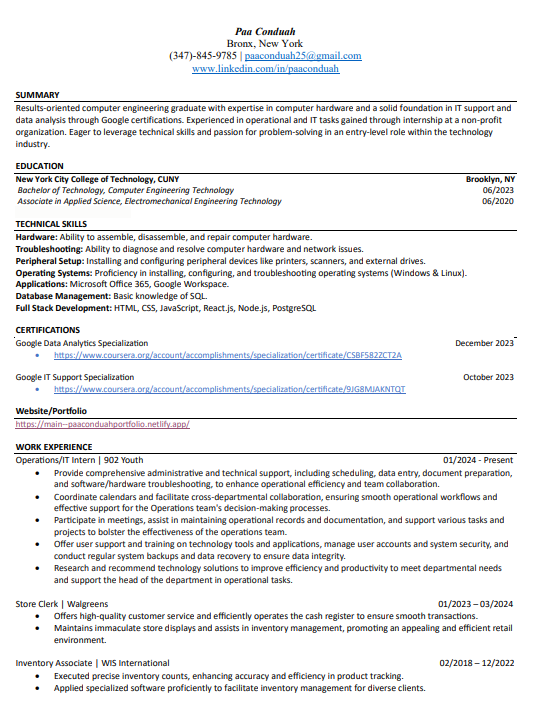 Paa Conduah
Bronx, New York
(347)-845-9785 | paaconduah25@gmail.com
www.linkedin.com/in/paaconduah
SUMMARY
Results-oriented computer engineering graduate with expertise in computer hardware and a solid foundation in IT support and
data analysis through Google certifications. Experienced in operational and IT tasks gained through internship at a non-profit
organization. Eager to leverage technical skills and passion for problem-solving in an entry-level role within the technology
industry.
EDUCATION
New York City College of Technology, CUNY Brooklyn, NY
Bachelor of Technology, Computer Engineering Technology 06/2023
Associate in Applied Science, Electromechanical Engineering Technology 06/2020
TECHNICAL SKILLS
Hardware: Ability to assemble, disassemble, and repair computer hardware.
Troubleshooting: Ability to diagnose and resolve computer hardware and network issues.
Peripheral Setup: Installing and configuring peripheral devices like printers, scanners, and external drives.
Operating Systems: Proficiency in installing, configuring, and troubleshooting operating systems (Windows & Linux).
Applications: Microsoft Office 365, Google Workspace.
Database Management: Basic knowledge of SQL.
Full Stack Development: HTML, CSS, JavaScript, React.js, Node.js, PostgreSQL
CERTIFICATIONS
Google Data Analytics Specialization December 2023
• https://www.coursera.org/account/accomplishments/specialization/certificate/CSBF582ZCT2A
Google IT Support Specialization October 2023
• https://www.coursera.org/account/accomplishments/specialization/certificate/9JG8MJAKNTQT
Website/Portfolio
https://main--paaconduahportfolio.netlify.app/
WORK EXPERIENCE
Operations/IT Intern | 902 Youth 01/2024 - Present
• Provide comprehensive administrative and technical support, including scheduling, data entry, document preparation,
and software/hardware troubleshooting, to enhance operational efficiency and team collaboration.
• Coordinate calendars and facilitate cross-departmental collaboration, ensuring smooth operational workflows and
effective support for the Operations team's decision-making processes.
• Participate in meetings, assist in maintaining operational records and documentation, and support various tasks and
projects to bolster the effectiveness of the operations team.
• Offer user support and training on technology tools and applications, manage user accounts and system security, and
conduct regular system backups and data recovery to ensure data integrity.
• Research and recommend technology solutions to improve efficiency and productivity to meet departmental needs
and support the head of the department in operational tasks.
Store Clerk | Walgreens 01/2023 – 03/2024
• Offers high-quality customer service and efficiently operates the cash register to ensure smooth transactions.
• Maintains immaculate store displays and assists in inventory management, promoting an appealing and efficient retail
environment.
Inventory Associate | WIS International 02/2018 – 12/2022
• Executed precise inventory counts, enhancing accuracy and efficiency in product tracking.
• Applied specialized software proficiently to facilitate inventory management for diverse clients.